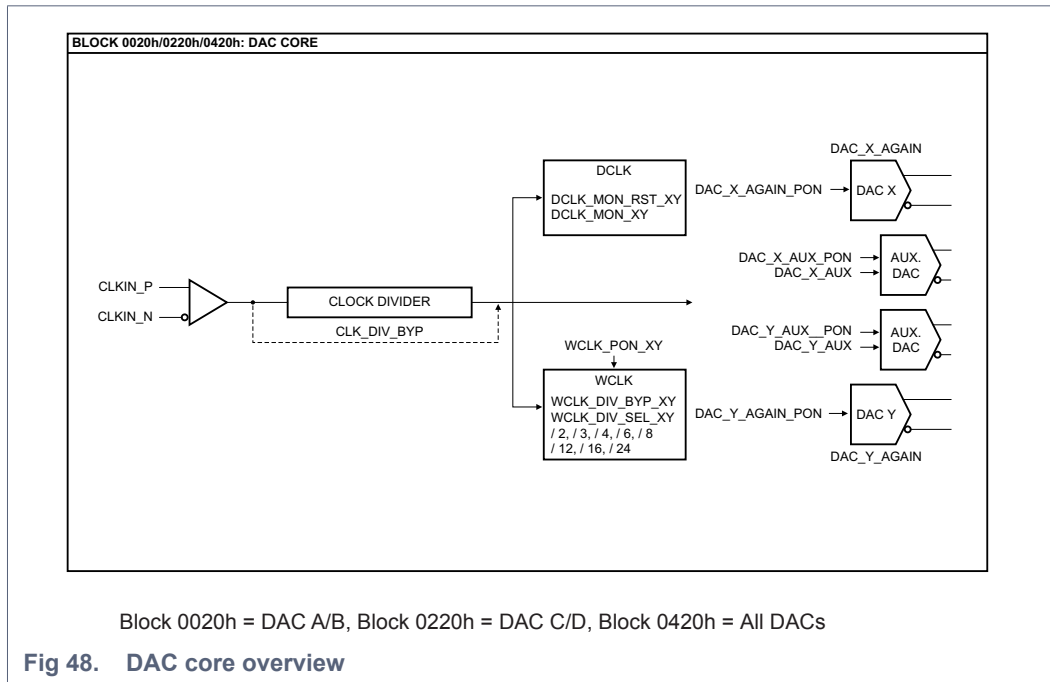 BLOCK 0020h/0220h/0420h: DAC CORE
DAC_X_AGAIN
DCLK
DCLK_MON_RST_XY
DCLK_MON_XY
DAC_X_AGAIN_PON
DAC X
DAC_X_AUX_PON
DAC_X_AUX
AUX.
DAC
CLKIN_P
CLKIN_N
CLOCK DIVIDER
CLK_DIV_BYP
DAC_Y_AUX__PON
DAC_Y_AUX
AUX.
DAC
WCLK_PON_XY
WCLK
WCLK_DIV_BYP_XY
WCLK_DIV_SEL_XY
/ 2, / 3, / 4, / 6, / 8
/ 12, / 16, / 24
DAC_Y_AGAIN_PON
DAC Y
DAC_Y_AGAIN
Block 0020h = DAC A/B, Block 0220h = DAC C/D, Block 0420h = All DACs
Fig 48. DAC core overview